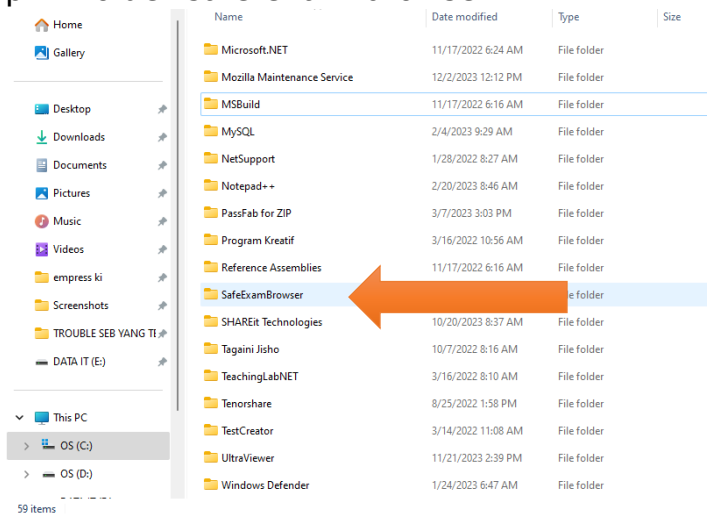 Name Date modified Type Size
Home
Gallery
Desktop
Downloads
Documents
Pictures
Music
Videos
empress ki
Screenshots
TROUBLE SEB YANG TE
DATA IT (E:)
This PC
OS (C:)
OS (D:)
Microsoft.NET 11/17/2022 6:24 AM File folder
Mozilla Maintenance Service 12/2/2023 12:12 PM File folder
MSBuild 11/17/2022 6:16 AM File folder
MySQL 2/4/2023 9:29 AM File folder
NetSupport 1/28/2022 8:27 AM File folder
Notepad++ 2/20/2023 8:46 AM File folder
PassFab for ZIP 3/7/2023 3:03 PM File folder
Program Kreatif 3/16/2022 10:56 AM File folder
Reference Assemblies 11/17/2022 6:16 AM File folder
SafeExamBrowser folder
SHAREit Technologies 10/20/2023 8:37 AM File folder
Tagaini Jisho 10/7/2022 8:16 AM File folder
TeachingLabNET 3/16/2022 8:10 AM File folder
Tenorshare 8/25/2022 1:58 PM File folder
TestCreator 3/14/2022 11:08 AM File folder
UltraViewer 11/21/2023 2:39 PM File folder
Windows Defender 1/24/2023 6:47 AM File folder
59 items